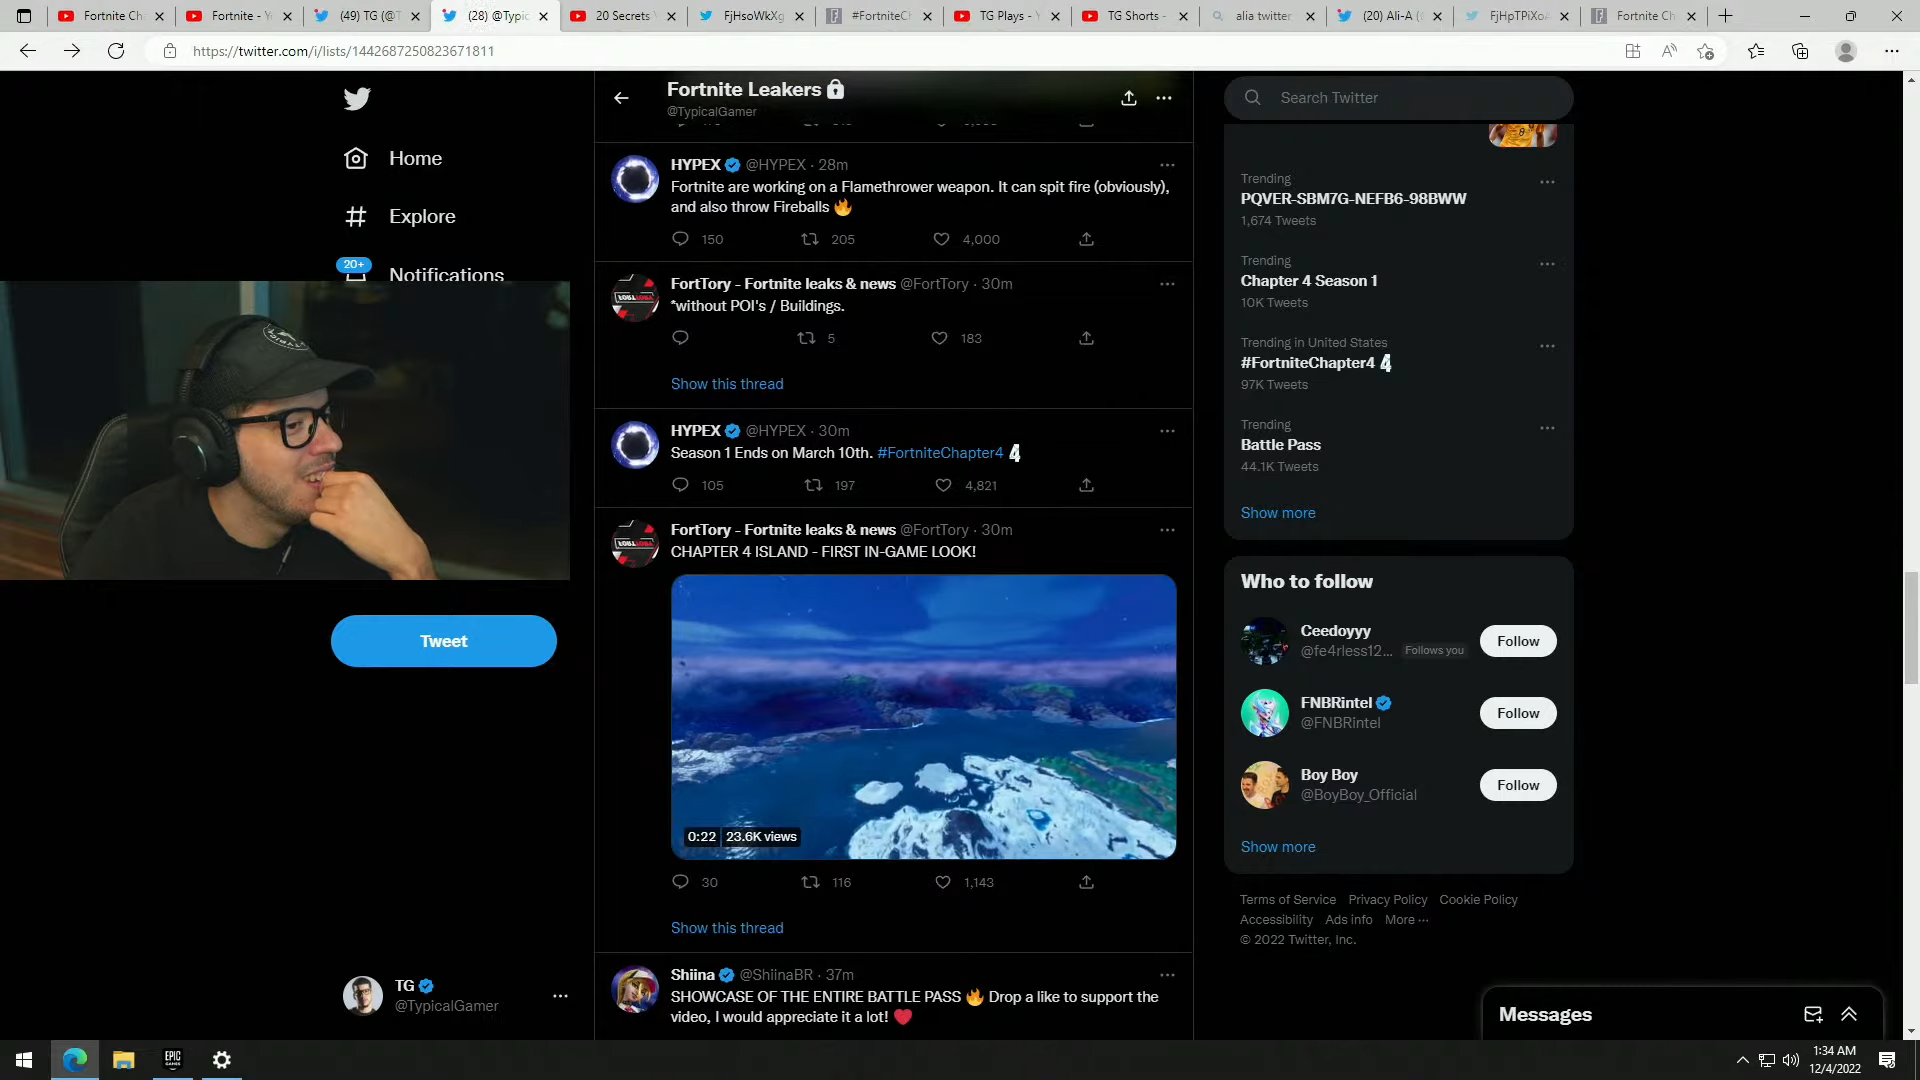 Fortnite Ch
Fortnite - Y
(49) TG (@T
(28) @Typic
20 Secrets
FjHsoWkXg
#FortniteCh
TG Plays - Y
TG Shorts -
alia twitter
(20) Ali-A (
FjHpTPiXoA
Fortnite Ch
https://twitter.com/i/lists/1442687250823671811
Fortnite Leakers
@TypicalGamer
Search Twitter
Home
Explore
20+
Notifications
Tweet
TG
@TypicalGamer
HYPEX @HYPEX · 28m
Fortnite are working on a Flamethrower weapon. It can spit fire (obviously),
and also throw Fireballs 🔥
150 205 4,000
FortTory - Fortnite leaks & news @FortTory · 30m
*without POI's / Buildings.
5 183
Show this thread
HYPEX @HYPEX · 30m
Season 1 Ends on March 10th. #FortniteChapter4 4
105 197 4,821
FortTory - Fortnite leaks & news @FortTory · 30m
CHAPTER 4 ISLAND - FIRST IN-GAME LOOK!
0:22 23.6K views
30 116 1,143
Show this thread
Shiina @ShiinaBR · 37m
SHOWCASE OF THE ENTIRE BATTLE PASS 🔥 Drop a like to support the
video, I would appreciate it a lot! ❤️
Trending
PQVER-SBM7G-NEFB6-98BWW
1,674 Tweets
Trending
Chapter 4 Season 1
10K Tweets
Trending in United States
#FortniteChapter4 4
97K Tweets
Trending
Battle Pass
44.1K Tweets
Show more
Who to follow
Ceedoyyy
@fe4rless12... Follows you
Follow
FNBRintel
@FNBRintel
Follow
Boy Boy
@BoyBoy_Official
Follow
Show more
Terms of Service Privacy Policy Cookie Policy
Accessibility Ads info More ···
© 2022 Twitter, Inc.
Messages
EPIC
GAMES
1:34 AM
12/4/2022